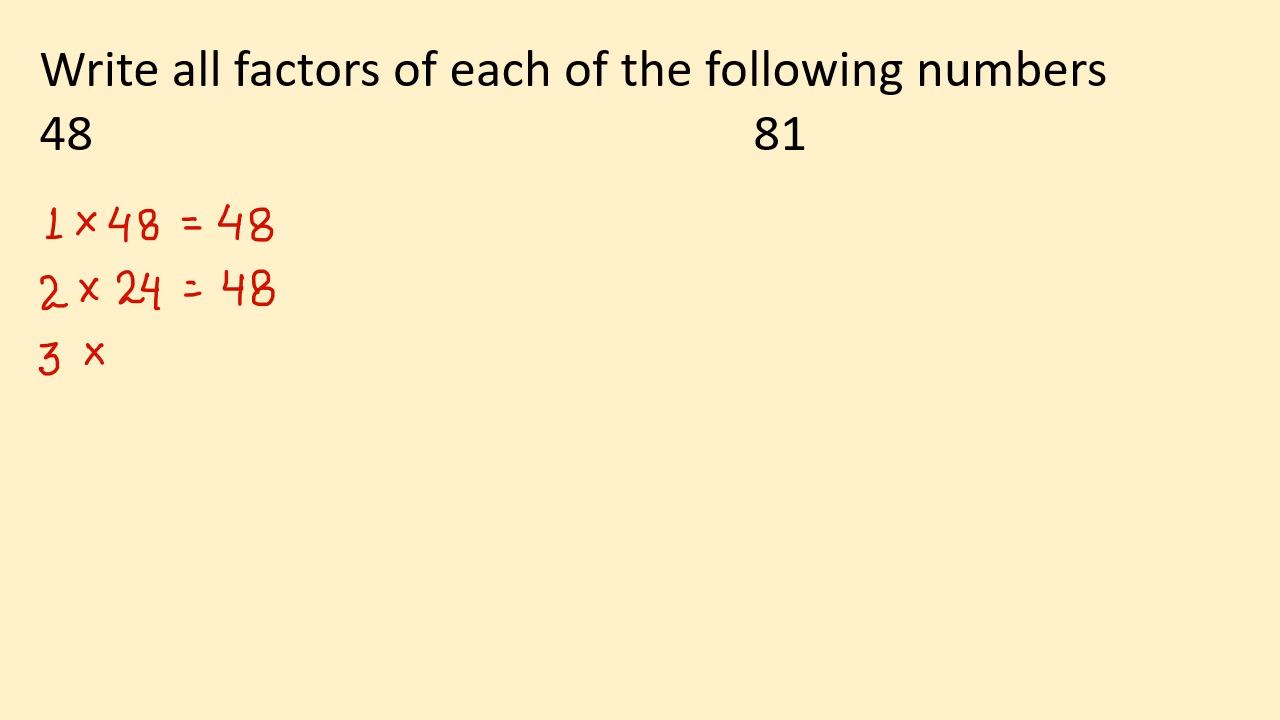 Write all factors of each of the following numbers
48 81
1 × 48 = 48
2 × 24 = 48
3 ×